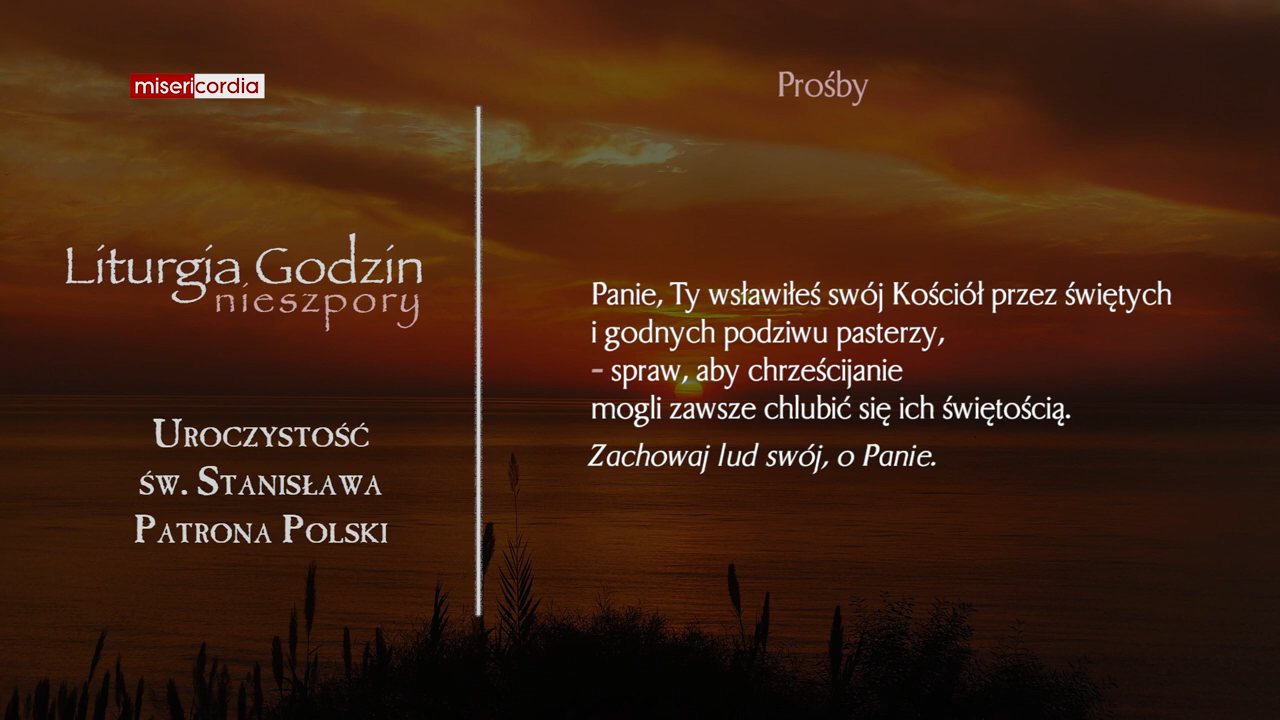 misericordia
Liturgia Godzin
nieszpory
Uroczystość
św. Stanisława
Patrona Polski
Prośby
Panie, Ty wsławiłeś swój Kościół przez świętych
i godnych podziwu pasterzy,
- spraw, aby chrześcijanie
mogli zawsze chlubić się ich świętością.
Zachowaj lud swój, o Panie.